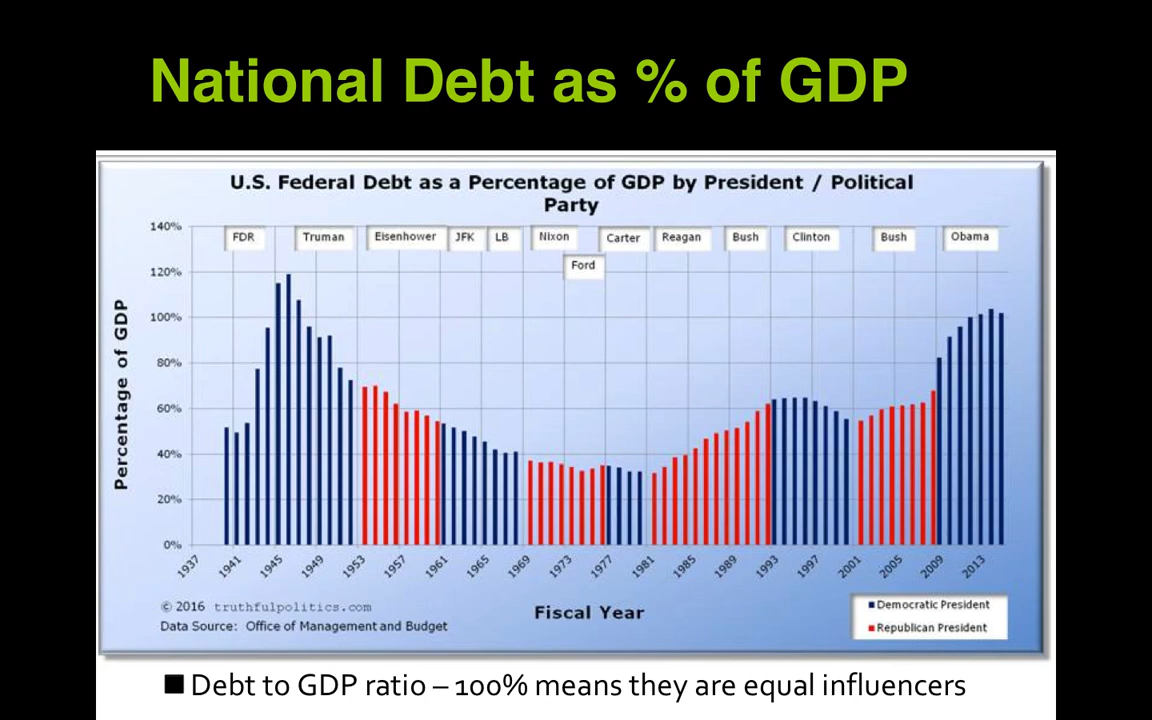 National Debt as % of GDP
U.S. Federal Debt as a Percentage of GDP by President / Political
Party
140%
120%
100%
80%
60%
40%
20%
0%
Percentage of GDP
FDR
Truman
Eisenhower
JFK
LB
Nixon
Ford
Carter
Reagan
Bush
Clinton
Bush
Obama
1937
1941
1945
1949
1953
1957
1961
1965
1969
1973
1977
1981
1985
1989
1993
1997
2001
2005
2009
2013
Fiscal Year
© 2016 truthfulpolitics.com
Data Source: Office of Management and Budget
Democratic President
Republican President
Debt to GDP ratio – 100% means they are equal influencers